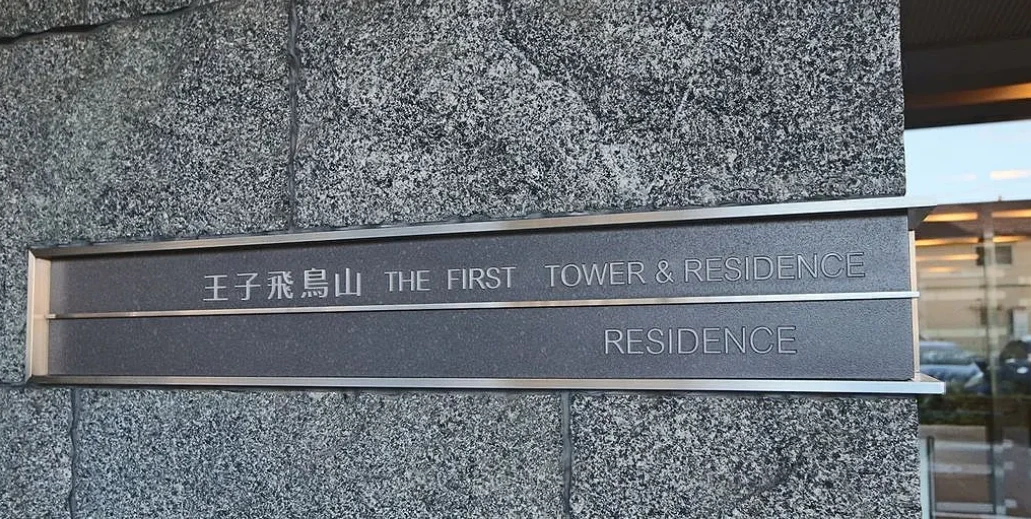 王子飛鳥山 THE FIRST TOWER & RESIDENCE
RESIDENCE